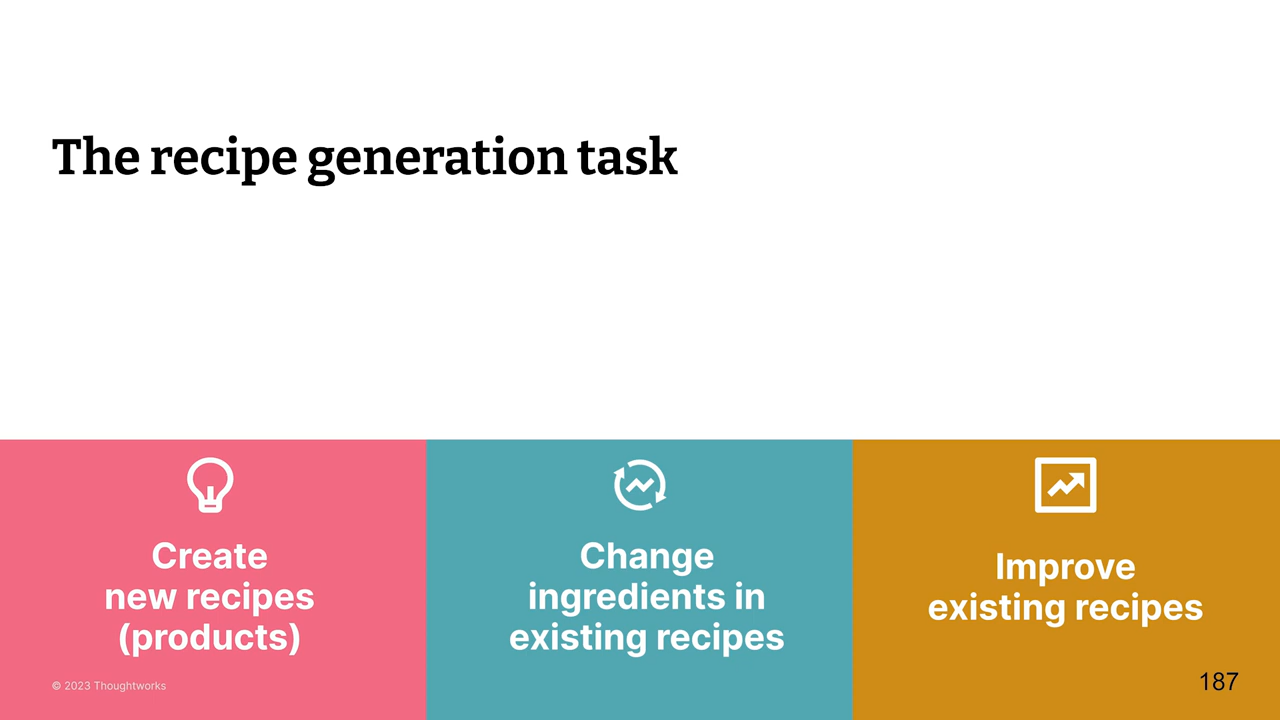 The recipe generation task
Create
new recipes
(products)
Change
ingredients in
existing recipes
Improve
existing recipes
© 2023 Thoughtworks
187